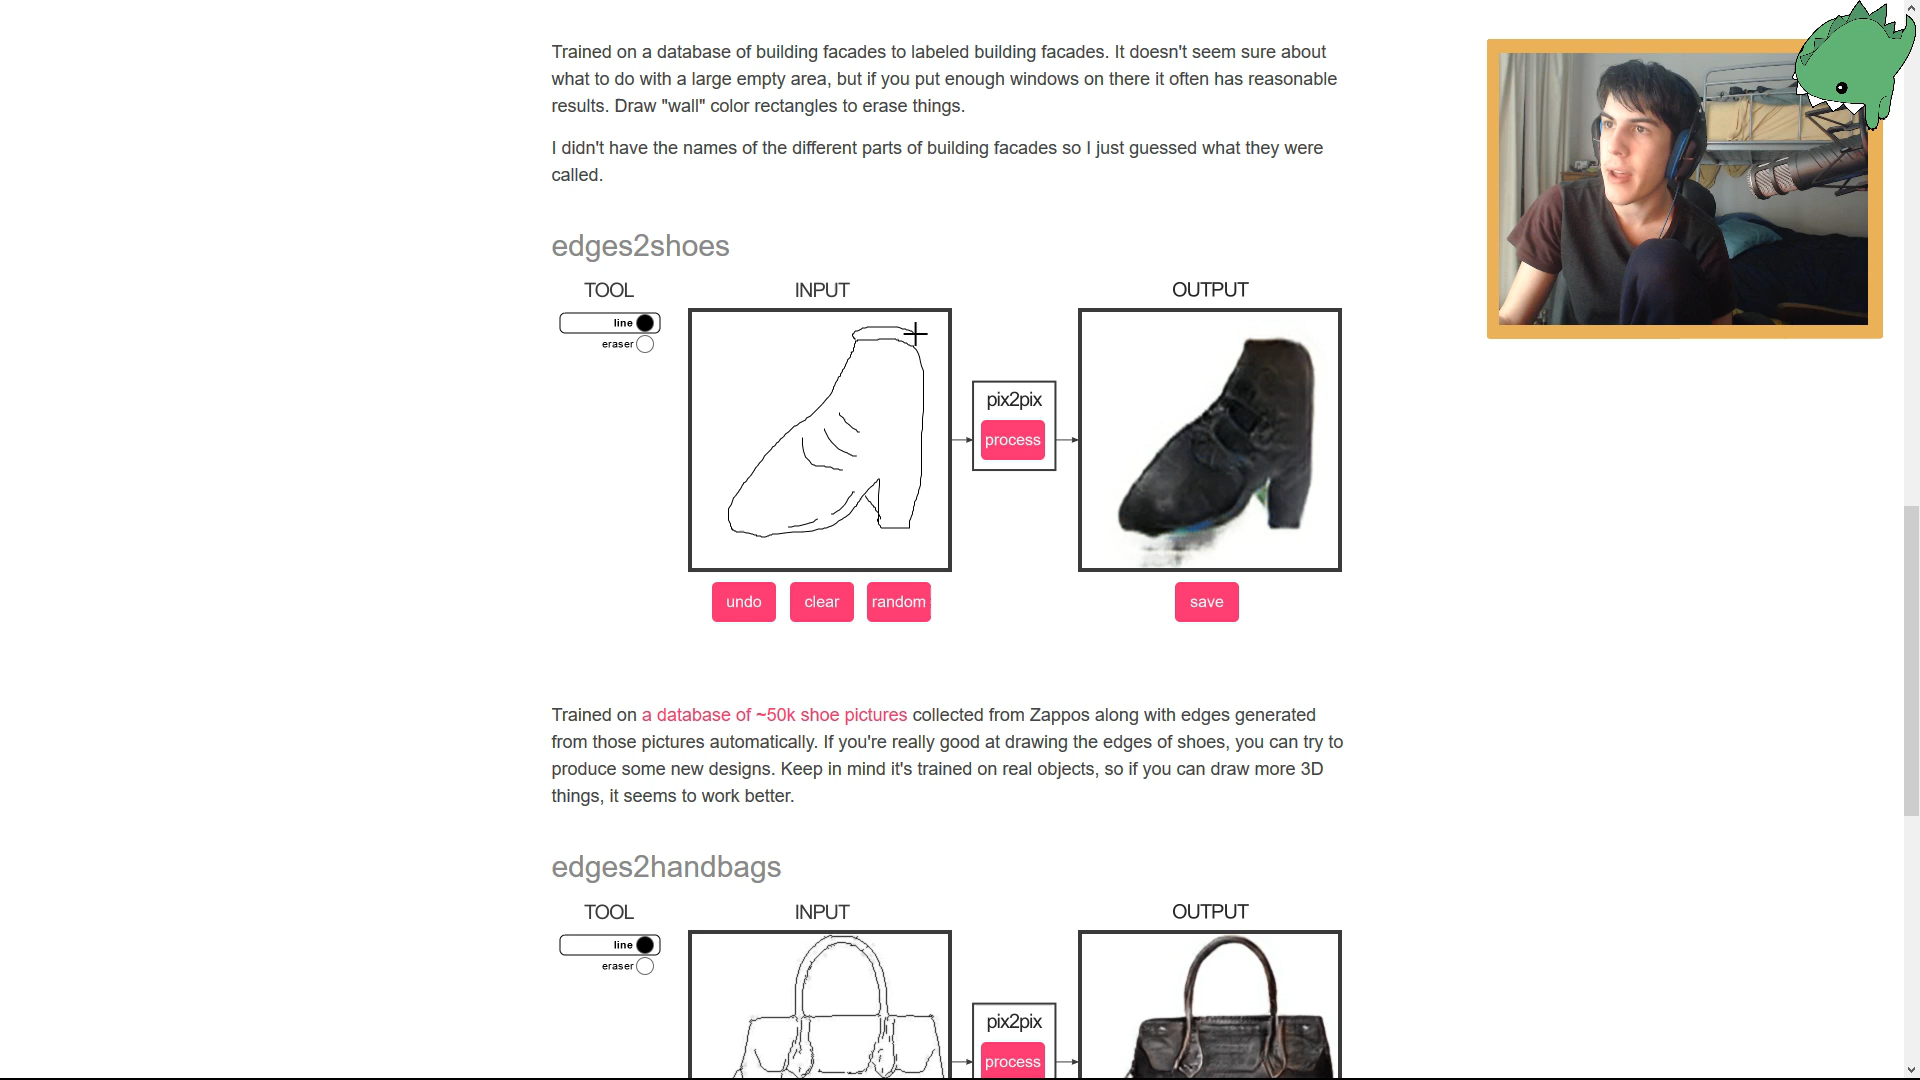 Trained on a database of building facades to labeled building facades. It doesn't seem sure about
what to do with a large empty area, but if you put enough windows on there it often has reasonable
results. Draw "wall" color rectangles to erase things.
I didn't have the names of the different parts of building facades so I just guessed what they were
called.
edges2shoes
TOOL
INPUT
OUTPUT
line
eraser
pix2pix
process
undo
clear
random
save
Trained on a database of ~50k shoe pictures collected from Zappos along with edges generated
from those pictures automatically. If you're really good at drawing the edges of shoes, you can try to
produce some new designs. Keep in mind it's trained on real objects, so if you can draw more 3D
things, it seems to work better.
edges2handbags
TOOL
INPUT
OUTPUT
line
eraser
pix2pix
process